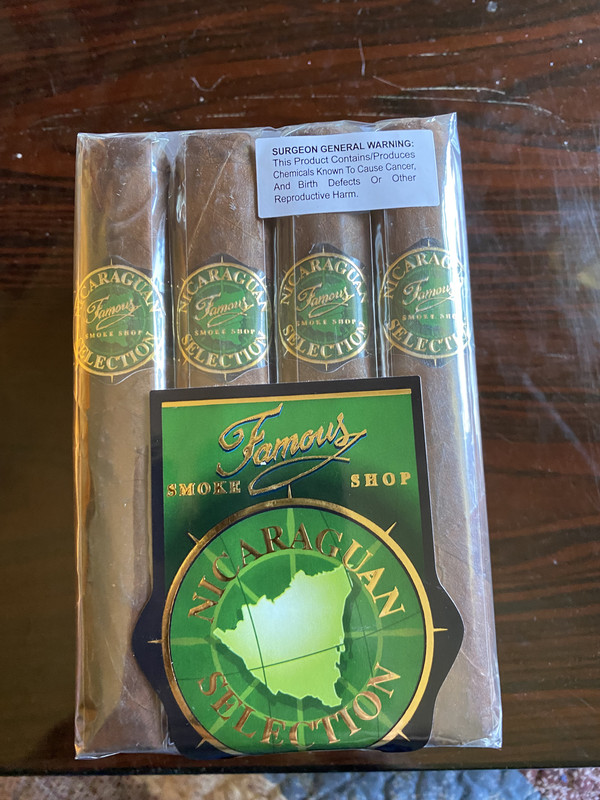 SURGEON GENERAL WARNING:
This Product Contains/Produces
Chemicals Known To Cause Cancer,
And Birth Defects Or Other
Reproductive Harm.
NICARAGUAN
Famous
SMOKE SHOP
SELECTION
NICARAGUAN
Famous
SMOKE SHOP
SELECTION
NICARAGUAN
Famous
SMOKE SHOP
SELECTION
NICARAGUAN
Famous
SMOKE SHOP
SELECTION
Famous
SMOKE SHOP
NICARAGUAN
SELECTION